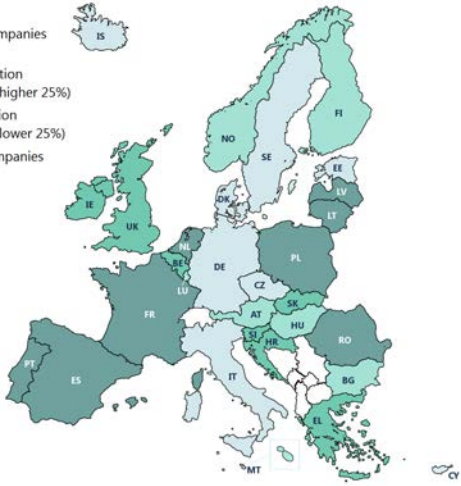 mpanies
tion
higher 25%)
ion
lower 25%)
npanies
IS
NO
FI
SE
EE
LV
LT
DK
IE
UK
NL
BE
LU
DE
PL
CZ
FR
AT
SK
HU
SI
HR
RO
PT
ES
IT
BG
EL
MT
CY